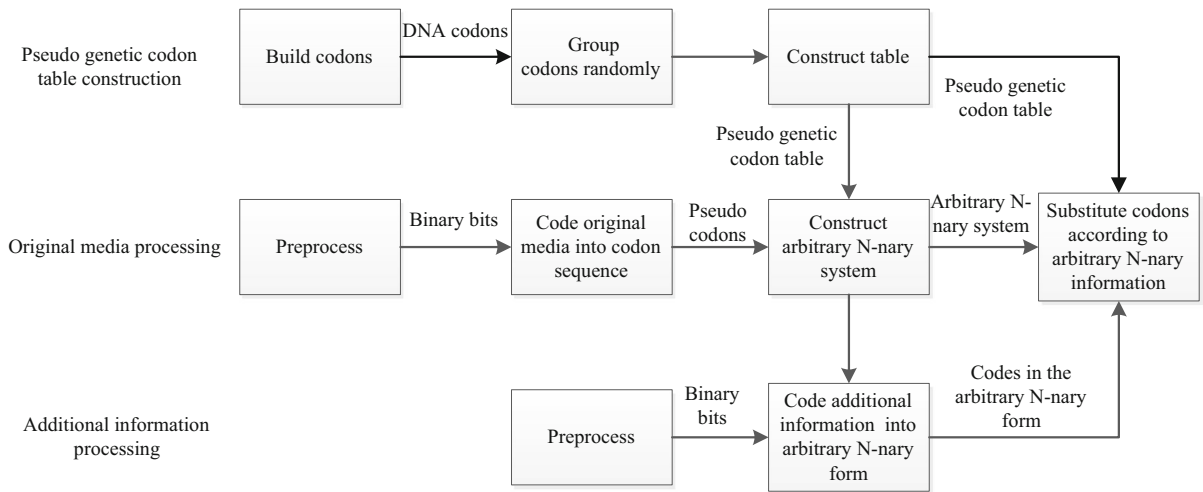 Pseudo genetic codon
table construction
Build codons
DNA codons
Group
codons randomly
Construct table
Pseudo genetic
codon table
Pseudo genetic
codon table
Original media processing
Preprocess
Binary bits
Code original
media into codon
sequence
Pseudo
codons
Construct
arbitrary N-nary
system
Arbitrary N-
nary system
Substitute codons
according to
arbitrary N-nary
information
Additional information
processing
Preprocess
Binary
bits
Code additional
information into
arbitrary N-nary
form
Codes in the
arbitrary N-nary
form